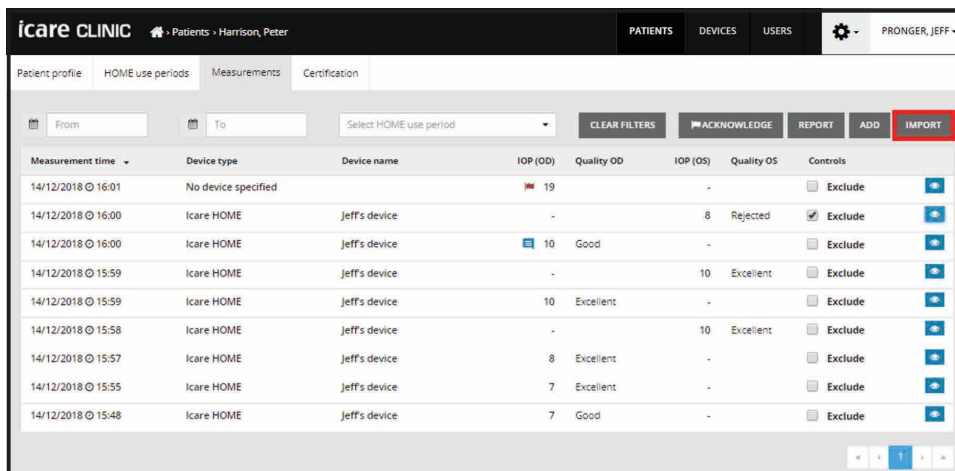 icare CLINIC › Patients › Harrison, Peter PATIENTS DEVICES USERS PRONGER, JEFF
Patient profile HOME use periods Measurements Certification
From To Select HOME use period CLEAR FILTERS ACKNOWLEDGE REPORT ADD IMPORT
Measurement time Device type Device name IOP (OD) Quality OD IOP (OS) Quality OS Controls
14/12/2018 16:01 No device specified 19 - Exclude
14/12/2018 16:00 Icare HOME Jeff's device - 8 Rejected Exclude
14/12/2018 16:00 Icare HOME Jeff's device 10 Good - Exclude
14/12/2018 15:59 Icare HOME Jeff's device - 10 Excellent Exclude
14/12/2018 15:59 Icare HOME Jeff's device 10 Excellent - Exclude
14/12/2018 15:58 Icare HOME Jeff's device - 10 Excellent Exclude
14/12/2018 15:57 Icare HOME Jeff's device 8 Excellent - Exclude
14/12/2018 15:55 Icare HOME Jeff's device 7 Excellent - Exclude
14/12/2018 15:48 Icare HOME Jeff's device 7 Good - Exclude
« ‹ 1 › »